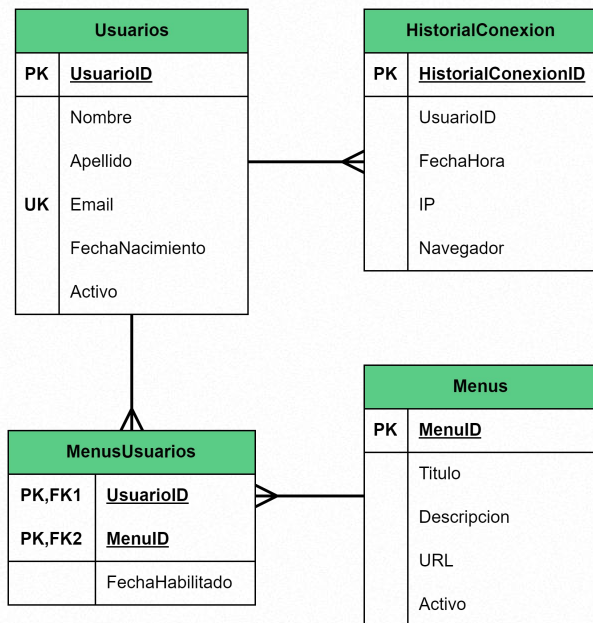 Usuarios
PK UsuarioID
Nombre
Apellido
UK Email
FechaNacimiento
Activo
HistorialConexion
PK HistorialConexionID
UsuarioID
FechaHora
IP
Navegador
MenusUsuarios
PK,FK1 UsuarioID
PK,FK2 MenuID
FechaHabilitado
Menus
PK MenuID
Titulo
Descripcion
URL
Activo